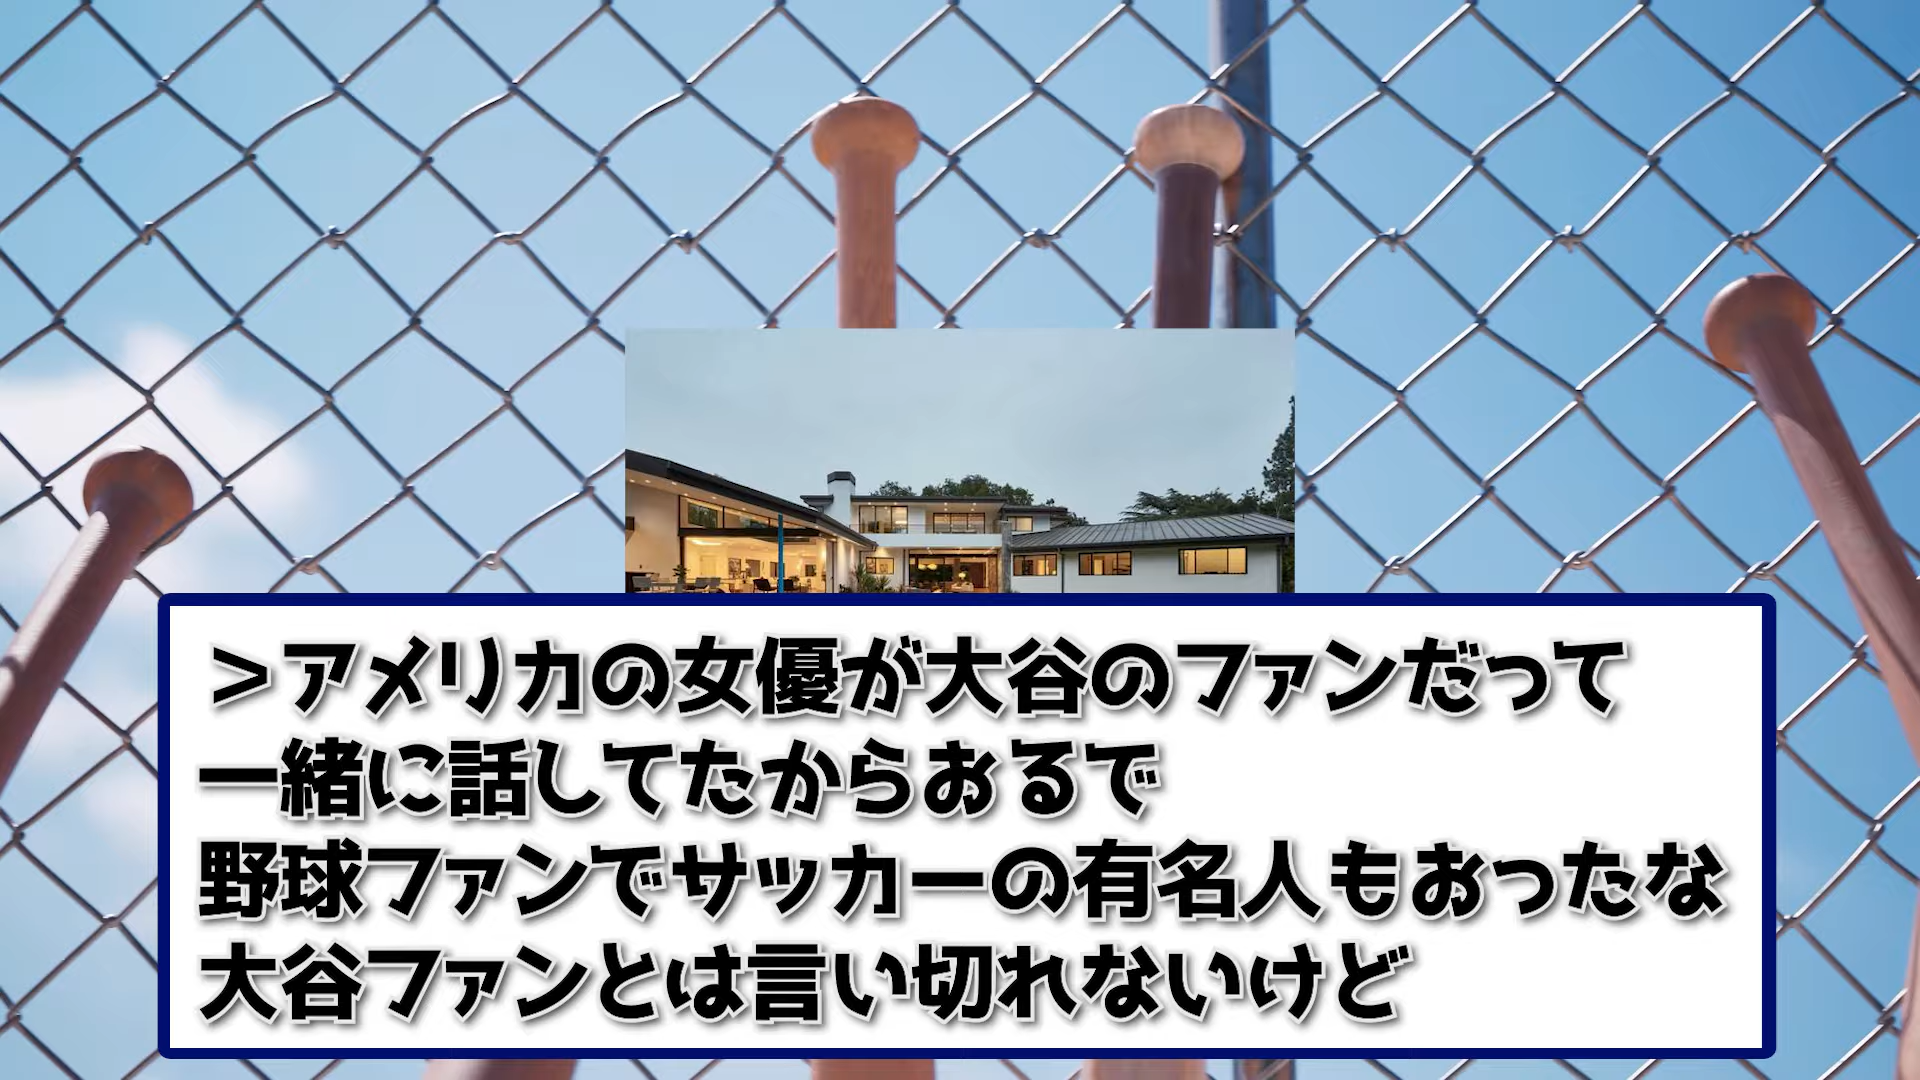 ＞アメリカの女優が大谷のファンだって
一緒に話してたからおるで
野球ファンでサッカーの有名人もおったな
大谷ファンとは言い切れないけど